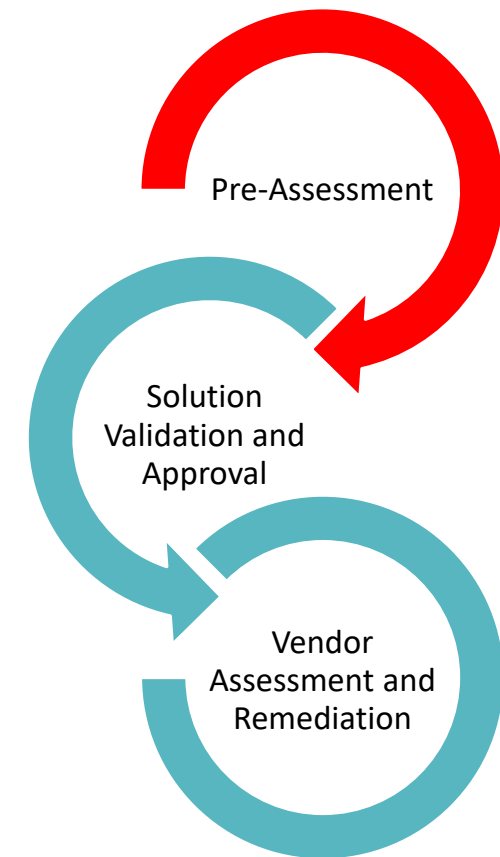 Pre-Assessment
Solution
Validation and
Approval
Vendor
Assessment and
Remediation